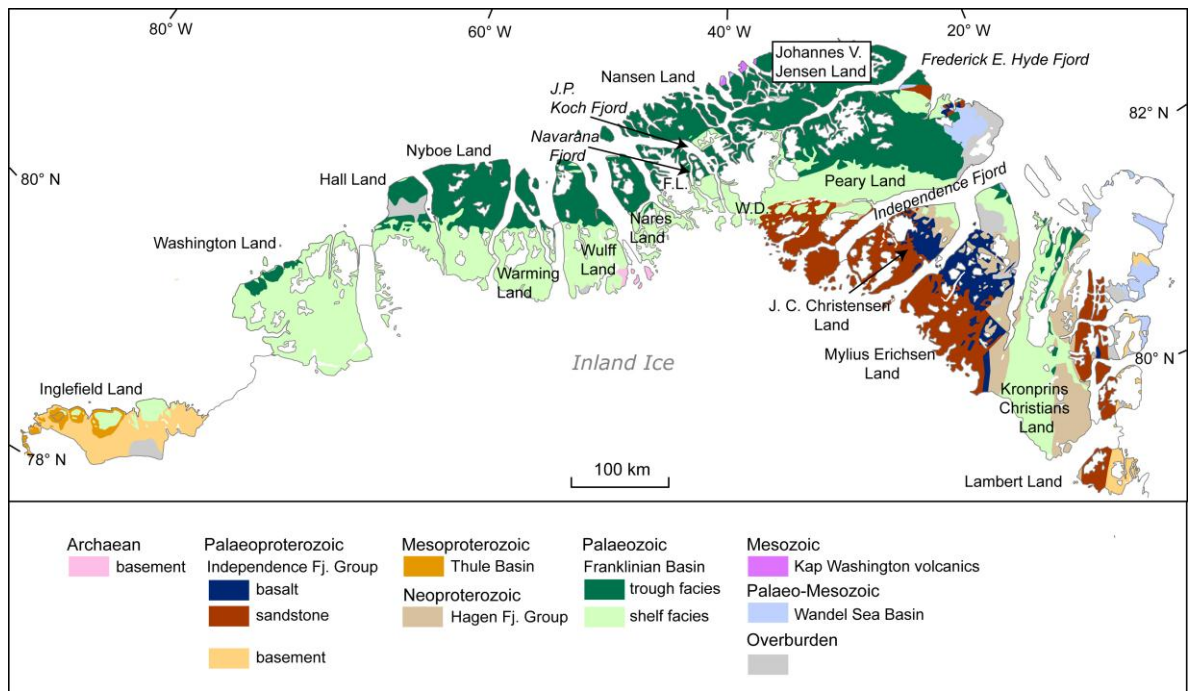 80° W
60° W
40° W
20° W
Johannes V.
Jensen Land
Frederick E. Hyde Fjord
Nansen Land
J.P.
Koch Fjord
82° N
Navarana
Fjord
Nyboe Land
80° N
Hall Land
F.L.
Peary Land
Independence Fjord
W.D.
Nares
Land
Washington Land
Wulff
Land
Warming
Land
J. C. Christensen
Land
Mylius Erichsen
Land
80° N
Inland Ice
Inglefield Land
Kronprins
Christians
Land
78° N
100 km
Lambert Land
Archaean
basement
Palaeoproterozoic
Independence Fj. Group
basalt
sandstone
basement
Mesoproterozoic
Thule Basin
Neoproterozoic
Hagen Fj. Group
Palaeozoic
Franklinian Basin
trough facies
shelf facies
Mesozoic
Kap Washington volcanics
Palaeo-Mesozoic
Wandel Sea Basin
Overburden